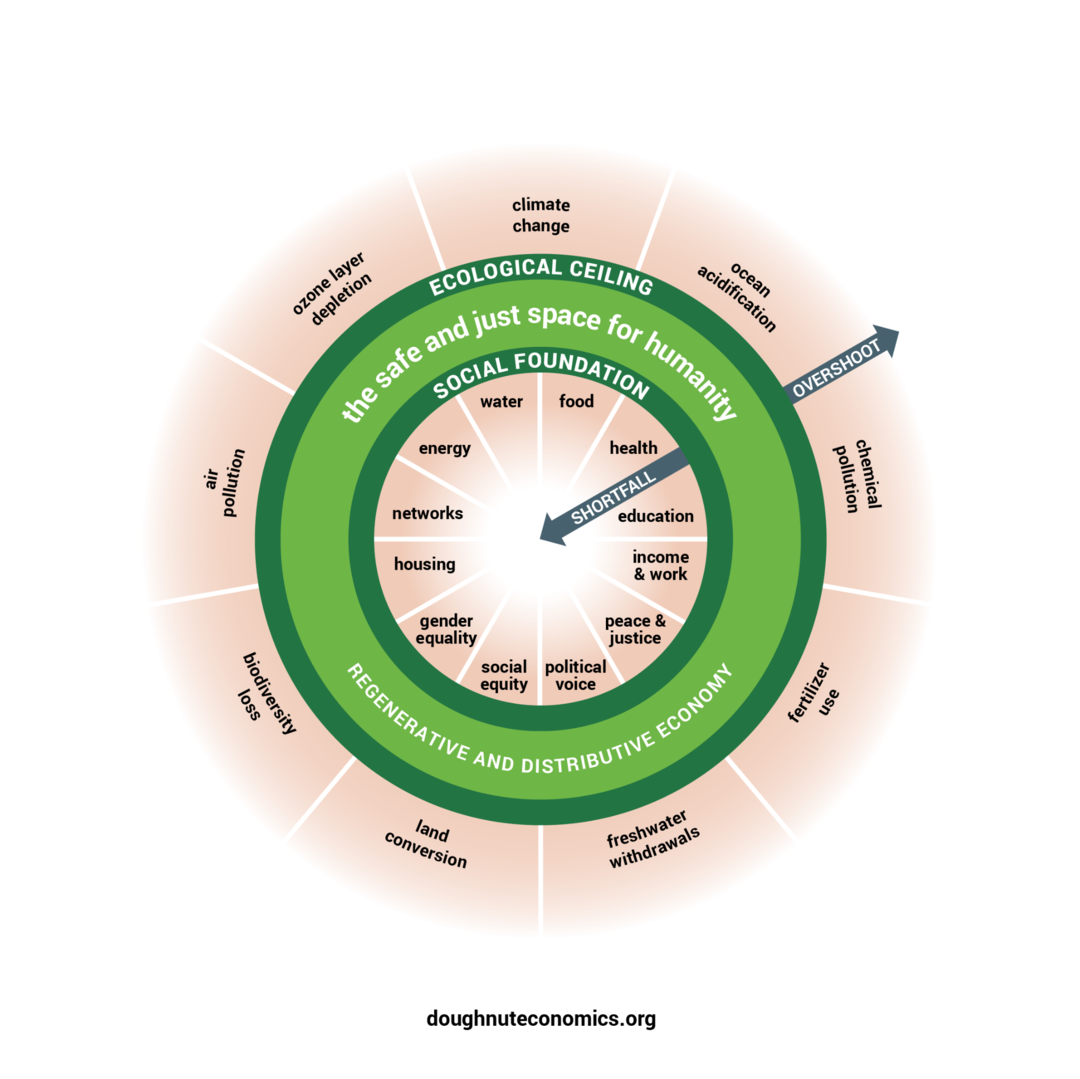 climate
change
ozone layer
depletion
ocean
acidification
ECOLOGICAL CEILING
the safe and just space for humanity
OVERSHOOT
SOCIAL FOUNDATION
water
food
energy
health
SHORTFALL
networks
education
housing
income
& work
gender
equality
peace &
justice
social
equity
political
voice
air
pollution
chemical
pollution
biodiversity
loss
fertilizer
use
REGENERATIVE AND DISTRIBUTIVE ECONOMY
land
conversion
freshwater
withdrawals
doughnuteconomics.org